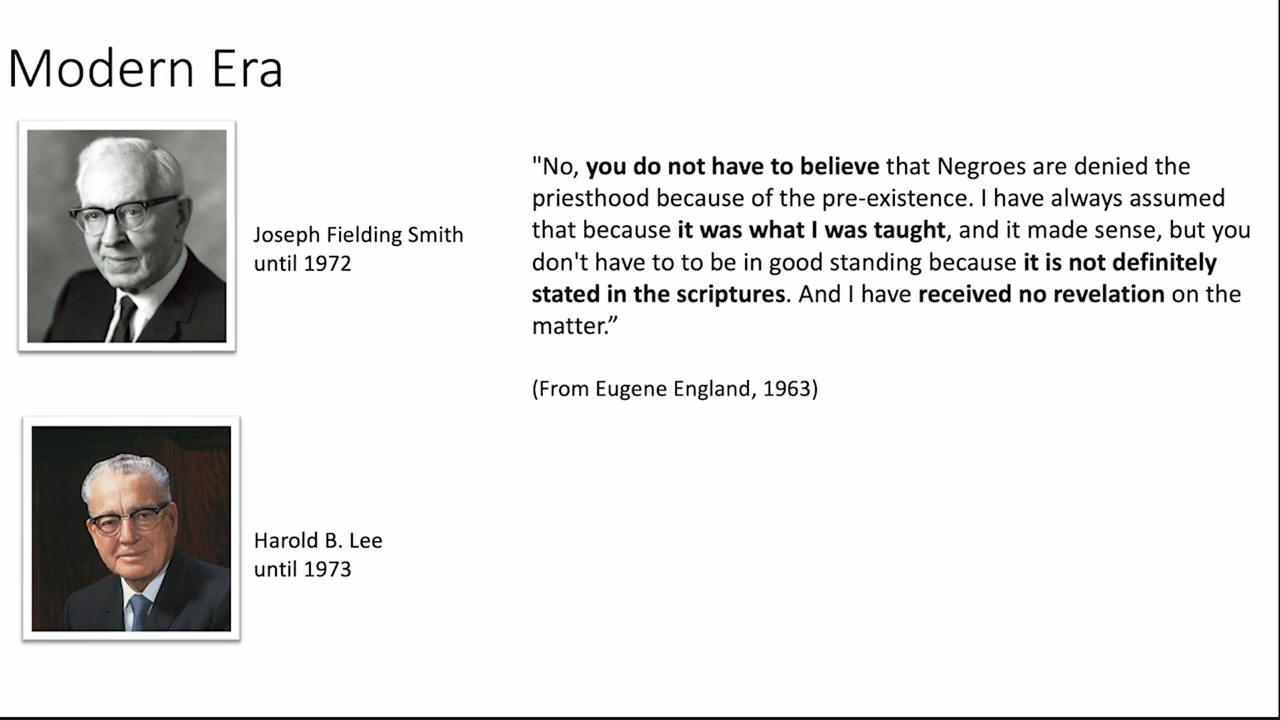 Modern Era
Joseph Fielding Smith
until 1972
"No, you do not have to believe that Negroes are denied the
priesthood because of the pre-existence. I have always assumed
that because it was what I was taught, and it made sense, but you
don't have to to be in good standing because it is not definitely
stated in the scriptures. And I have received no revelation on the
matter.”
(From Eugene England, 1963)
Harold B. Lee
until 1973